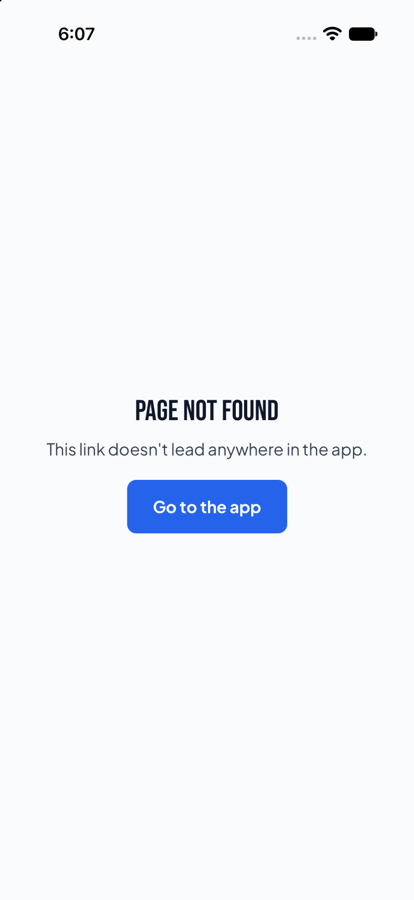 6:07
PAGE NOT FOUND
This link doesn't lead anywhere in the app.
Go to the app